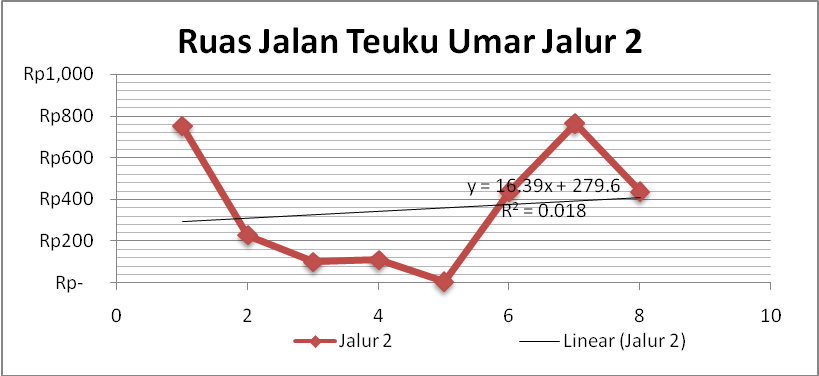 Ruas Jalan Teuku Umar Jalur 2
Rp1,000
Rp800
Rp600
Rp400
Rp200
Rp-
y = 16.39x + 279.6
R² = 0.018
0 2 4 6 8 10
Jalur 2 Linear (Jalur 2)